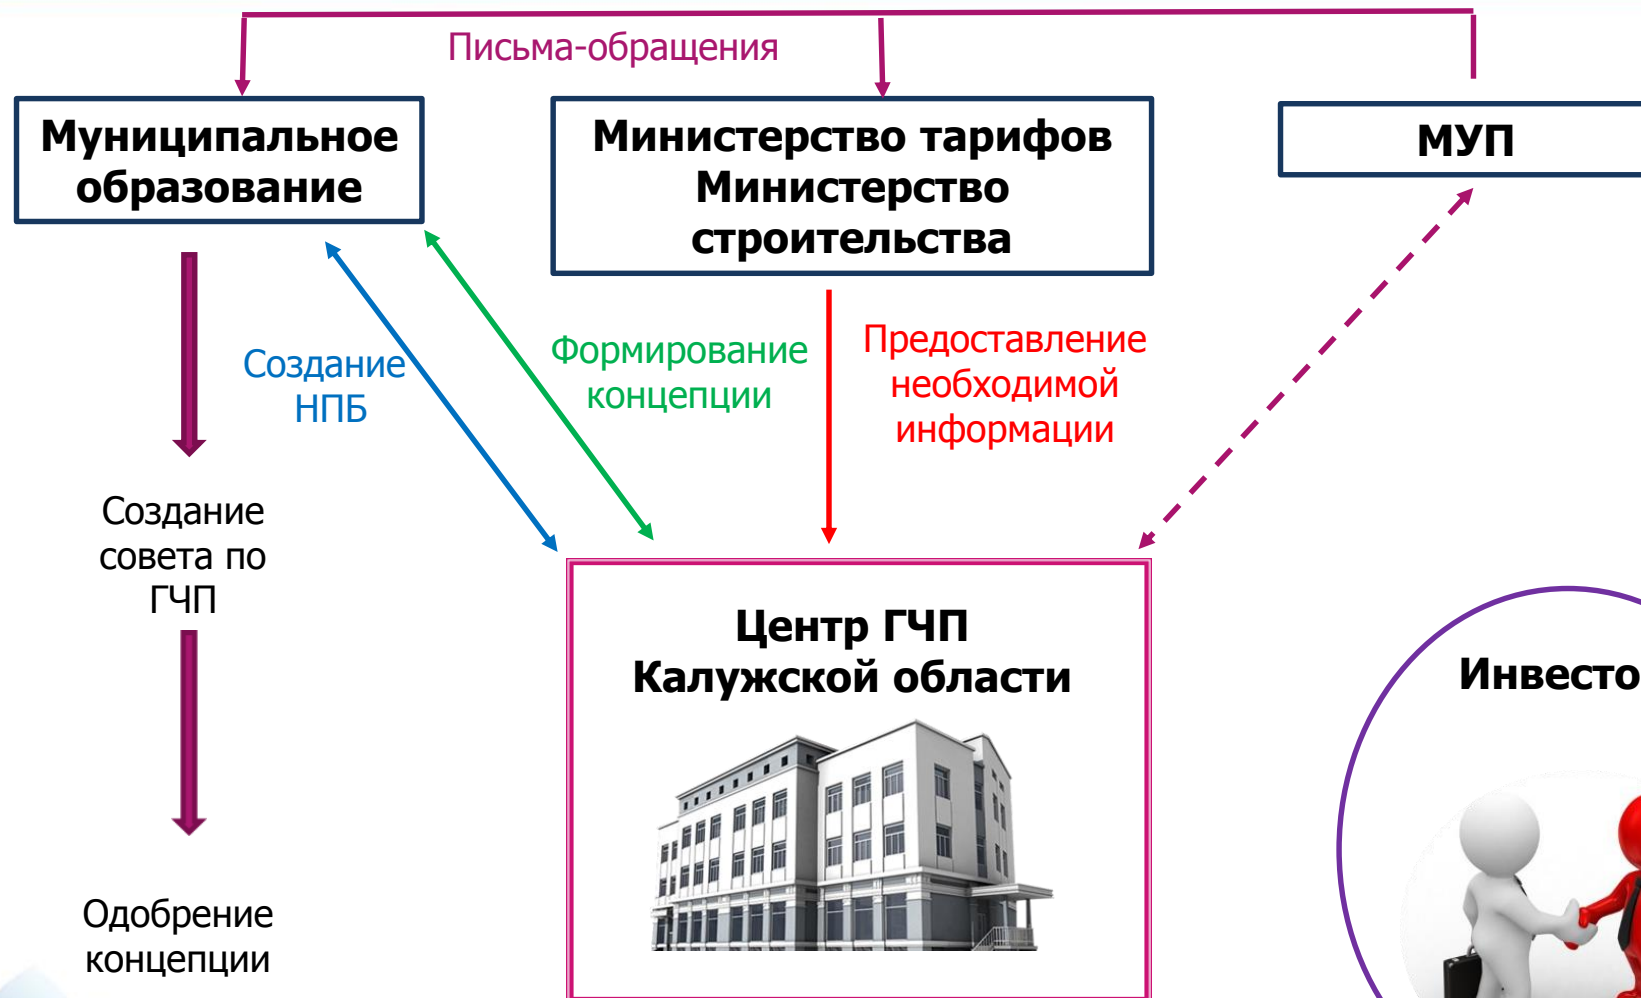 Письма-обращения
Муниципальное
образование
Министерство тарифов
Министерство
строительства
МУП
Создание
НПБ
Формирование
концепции
Предоставление
необходимой
информации
Создание
совета по
ГЧП
Центр ГЧП
Калужской области
Инвесто
Одобрение
концепции